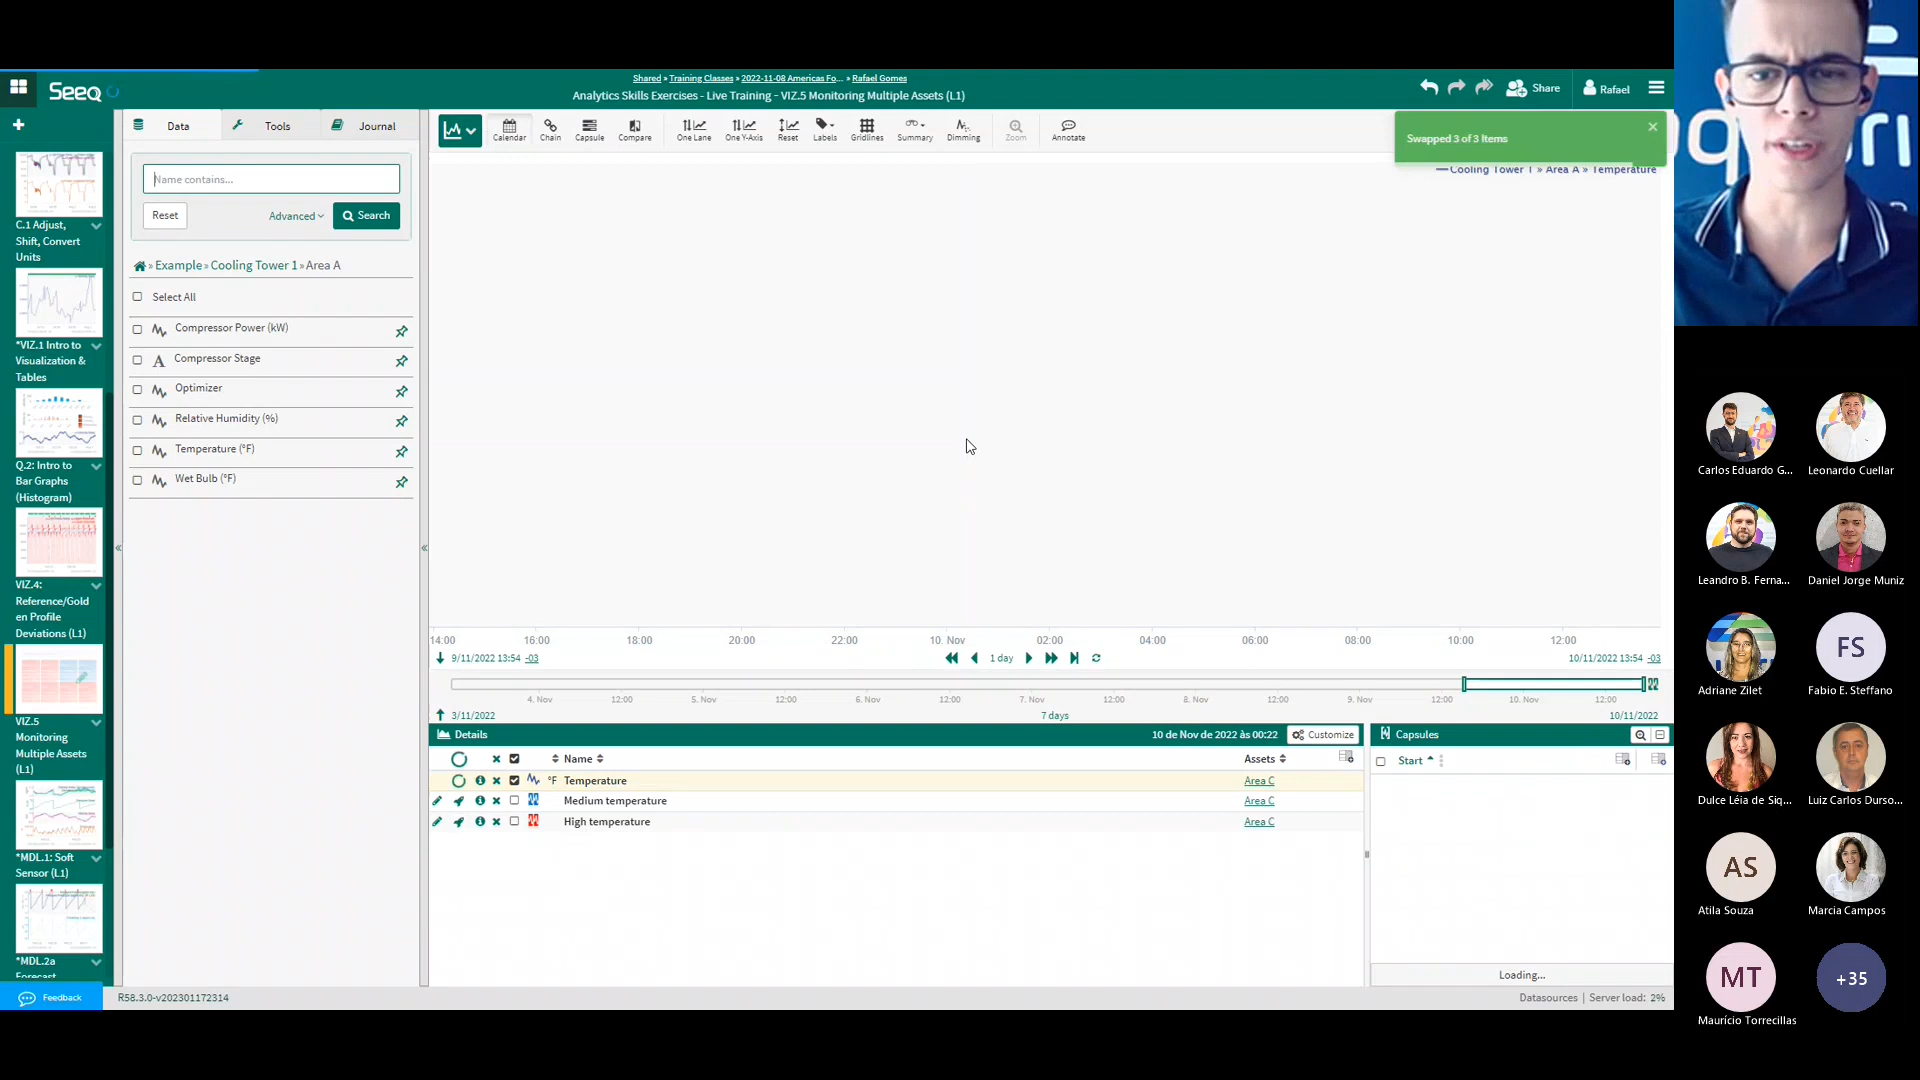 Seeq
Shared » Training Classes » 2022-11-08 Americas Fo... » Rafael Gomes
Analytics Skills Exercises - Live Training - VIZ.5 Monitoring Multiple Assets (L1)
Share
Rafael
Data
Tools
Journal
Calendar
Chain
Capsule
Compare
One Lane
One Y-Axis
Reset
Labels
Gridlines
Summary
Dimming
Zoom
Annotate
Swapped 3 of 3 Items
Cooling Tower 1 » Area A » Temperature
Name contains...
Reset
Advanced
Search
» Example » Cooling Tower 1 » Area A
Select All
Compressor Power (kW)
Compressor Stage
Optimizer
Relative Humidity (%)
Temperature (°F)
Wet Bulb (°F)
C.1 Adjust,
Shift, Convert
Units
*VIZ.1 Intro to
Visualization &
Tables
Q.2: Intro to
Bar Graphs
(Histogram)
VIZ.4:
Reference/Gold
en Profile
Deviations (L1)
VIZ.5
Monitoring
Multiple Assets
(L1)
*MDL.1: Soft
Sensor (L1)
*MDL.2a
Forecast
Feedback
14:00 16:00 18:00 20:00 22:00 10. Nov 02:00 04:00 06:00 08:00 10:00 12:00
9/11/2022 13:54 -03
1 day
10/11/2022 13:54 -03
4. Nov 12:00 5. Nov 12:00 6. Nov 12:00 7. Nov 12:00 8. Nov 12:00 9. Nov 12:00 10. Nov 12:00
3/11/2022
7 days
10/11/2022
Details
10 de Nov de 2022 às 00:22
Customize
Name
Assets
°F Temperature Area C
Medium temperature Area C
High temperature Area C
Capsules
Start
Loading...
R58.3.0-v202301172314
Datasources | Server load: 2%
Carlos Eduardo G...
Leonardo Cuellar
Leandro B. Ferna...
Daniel Jorge Muniz
Adriane Zilet
FS
Fabio E. Steffano
Dulce Léia de Siq...
Luiz Carlos Durso...
AS
Atila Souza
Marcia Campos
MT
Maurício Torrecillas
+35